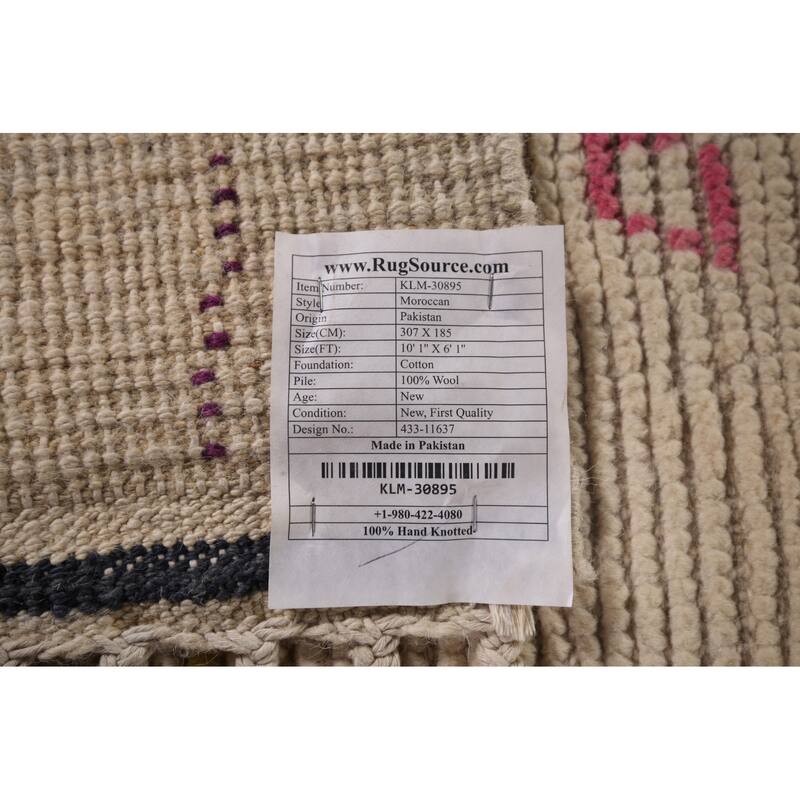 www.RugSource.com
Item Number: KLM-30895
Style Moroccan
Origin Pakistan
Size(CM): 307 X 185
Size(FT): 10' 1" X 6' 1"
Foundation: Cotton
Pile: 100% Wool
Age: New
Condition: New, First Quality
Design No.: 433-11637
Made in Pakistan
KLM-30895
+1-980-422-4080
100% Hand Knotted